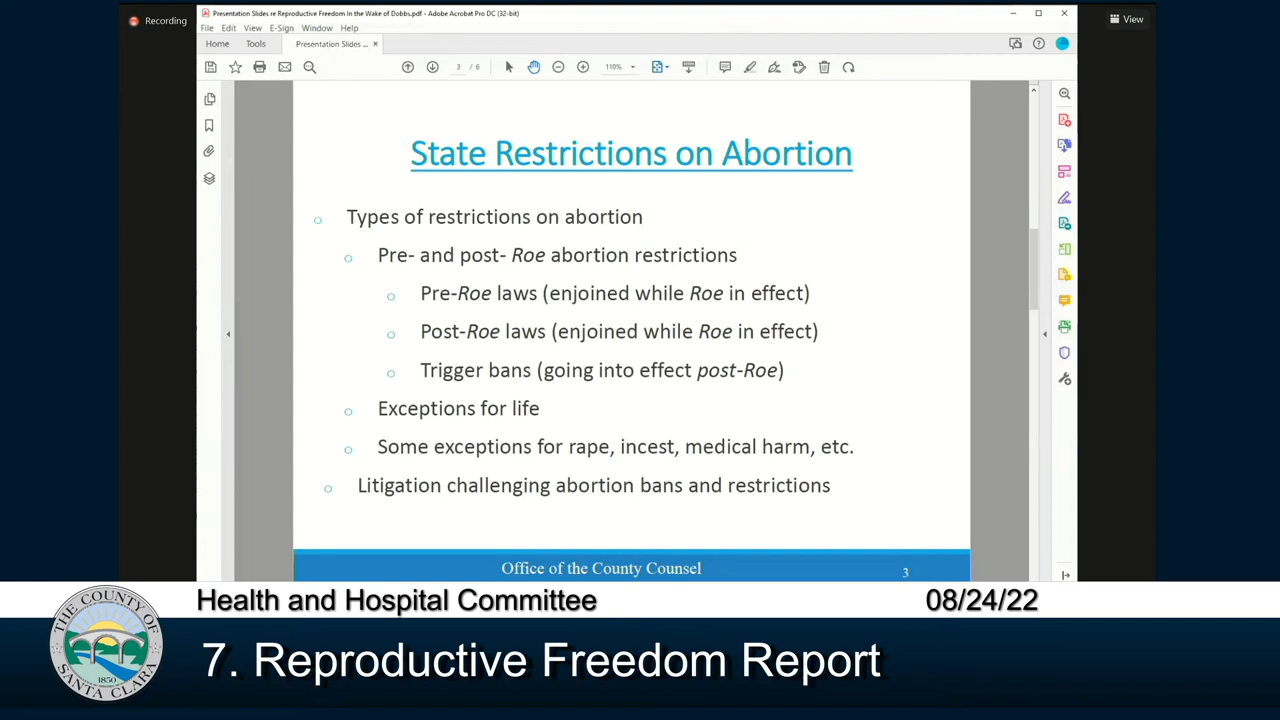 Recording
Presentation Slides re Reproductive Freedom in the Wake of Dobbs.pdf - Adobe Acrobat Pro DC (32-bit)
View
File Edit View E-Sign Window Help
Home Tools Presentation Slides ... ×
3 / 6 110%
State Restrictions on Abortion
Types of restrictions on abortion
Pre- and post- Roe abortion restrictions
Pre-Roe laws (enjoined while Roe in effect)
Post-Roe laws (enjoined while Roe in effect)
Trigger bans (going into effect post-Roe)
Exceptions for life
Some exceptions for rape, incest, medical harm, etc.
Litigation challenging abortion bans and restrictions
Office of the County Counsel 3
Health and Hospital Committee 08/24/22
THE COUNTY OF
SANTA CLARA
1850
7. Reproductive Freedom Report